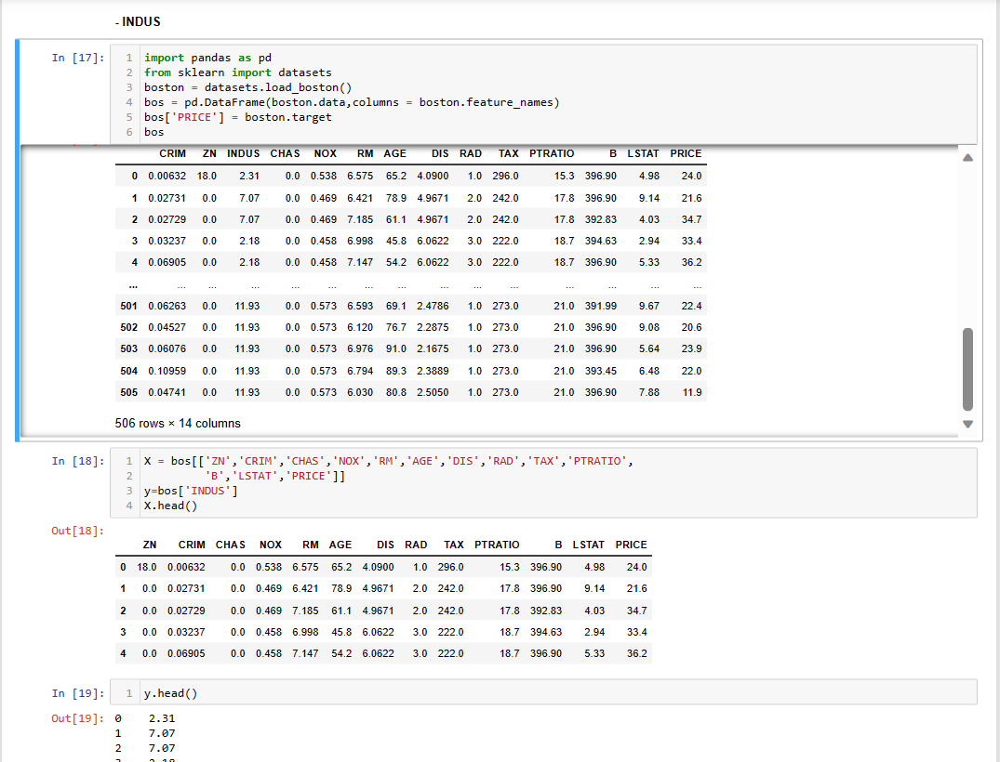 - INDUS
In [17]:
1 import pandas as pd
2 from sklearn import datasets
3 boston = datasets.load_boston()
4 bos = pd.DataFrame(boston.data,columns = boston.feature_names)
5 bos['PRICE'] = boston.target
6 bos
CRIM ZN INDUS CHAS NOX RM AGE DIS RAD TAX PTRATIO B LSTAT PRICE
0 0.00632 18.0 2.31 0.0 0.538 6.575 65.2 4.0900 1.0 296.0 15.3 396.90 4.98 24.0
1 0.02731 0.0 7.07 0.0 0.469 6.421 78.9 4.9671 2.0 242.0 17.8 396.90 9.14 21.6
2 0.02729 0.0 7.07 0.0 0.469 7.185 61.1 4.9671 2.0 242.0 17.8 392.83 4.03 34.7
3 0.03237 0.0 2.18 0.0 0.458 6.998 45.8 6.0622 3.0 222.0 18.7 394.63 2.94 33.4
4 0.06905 0.0 2.18 0.0 0.458 7.147 54.2 6.0622 3.0 222.0 18.7 396.90 5.33 36.2
... ... ... ... ... ... ... ... ... ... ... ... ... ... ...
501 0.06263 0.0 11.93 0.0 0.573 6.593 69.1 2.4786 1.0 273.0 21.0 391.99 9.67 22.4
502 0.04527 0.0 11.93 0.0 0.573 6.120 76.7 2.2875 1.0 273.0 21.0 396.90 9.08 20.6
503 0.06076 0.0 11.93 0.0 0.573 6.976 91.0 2.1675 1.0 273.0 21.0 396.90 5.64 23.9
504 0.10959 0.0 11.93 0.0 0.573 6.794 89.3 2.3889 1.0 273.0 21.0 393.45 6.48 22.0
505 0.04741 0.0 11.93 0.0 0.573 6.030 80.8 2.5050 1.0 273.0 21.0 396.90 7.88 11.9
506 rows × 14 columns
In [18]:
1 X = bos[['ZN','CRIM','CHAS','NOX','RM','AGE','DIS','RAD','TAX','PTRATIO',
2 'B','LSTAT','PRICE']]
3 y=bos['INDUS']
4 X.head()
Out[18]:
ZN CRIM CHAS NOX RM AGE DIS RAD TAX PTRATIO B LSTAT PRICE
0 18.0 0.00632 0.0 0.538 6.575 65.2 4.0900 1.0 296.0 15.3 396.90 4.98 24.0
1 0.0 0.02731 0.0 0.469 6.421 78.9 4.9671 2.0 242.0 17.8 396.90 9.14 21.6
2 0.0 0.02729 0.0 0.469 7.185 61.1 4.9671 2.0 242.0 17.8 392.83 4.03 34.7
3 0.0 0.03237 0.0 0.458 6.998 45.8 6.0622 3.0 222.0 18.7 394.63 2.94 33.4
4 0.0 0.06905 0.0 0.458 7.147 54.2 6.0622 3.0 222.0 18.7 396.90 5.33 36.2
In [19]:
1 y.head()
Out[19]:
0 2.31
1 7.07
2 7.07